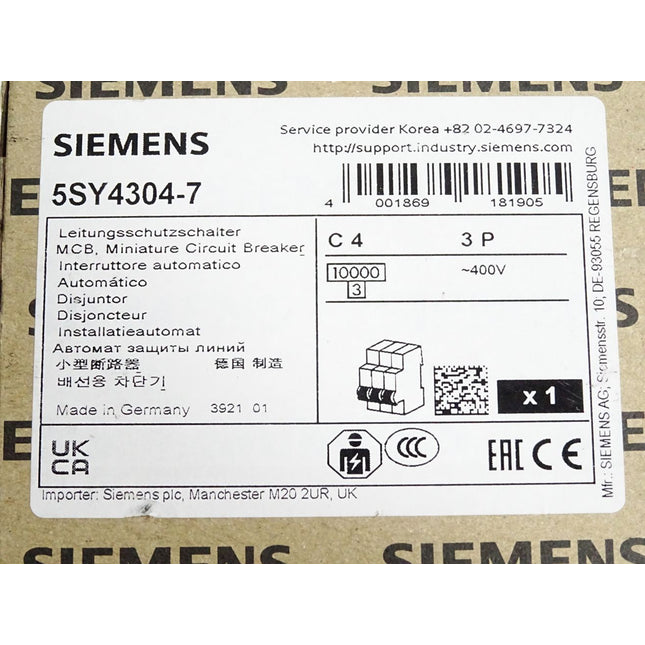 SIEMENS SIEMENS
SIEMENS
Service provider Korea +82 02-4697-7324
http://support.industry.siemens.com
5SY4304-7
4 001869 181905
Leitungsschutzschalter
MCB, Miniature Circuit Breaker
Interruttore automatico
Automático
Disjuntor
Disjoncteur
Installatieautomat
Автомат защиты линий
小型断路器 德国 制造
배선용 차단기
Made in Germany 3921 01
C 4 3 P
10000 ~400V
3
x 1
UK
CA
CCC
EAC CE
Importer: Siemens plc, Manchester M20 2UR, UK
Mfr.: SIEMENS AG, Siemensstr. 10, DE-93055 REGENSBURG
SIEMENS SIEMENS